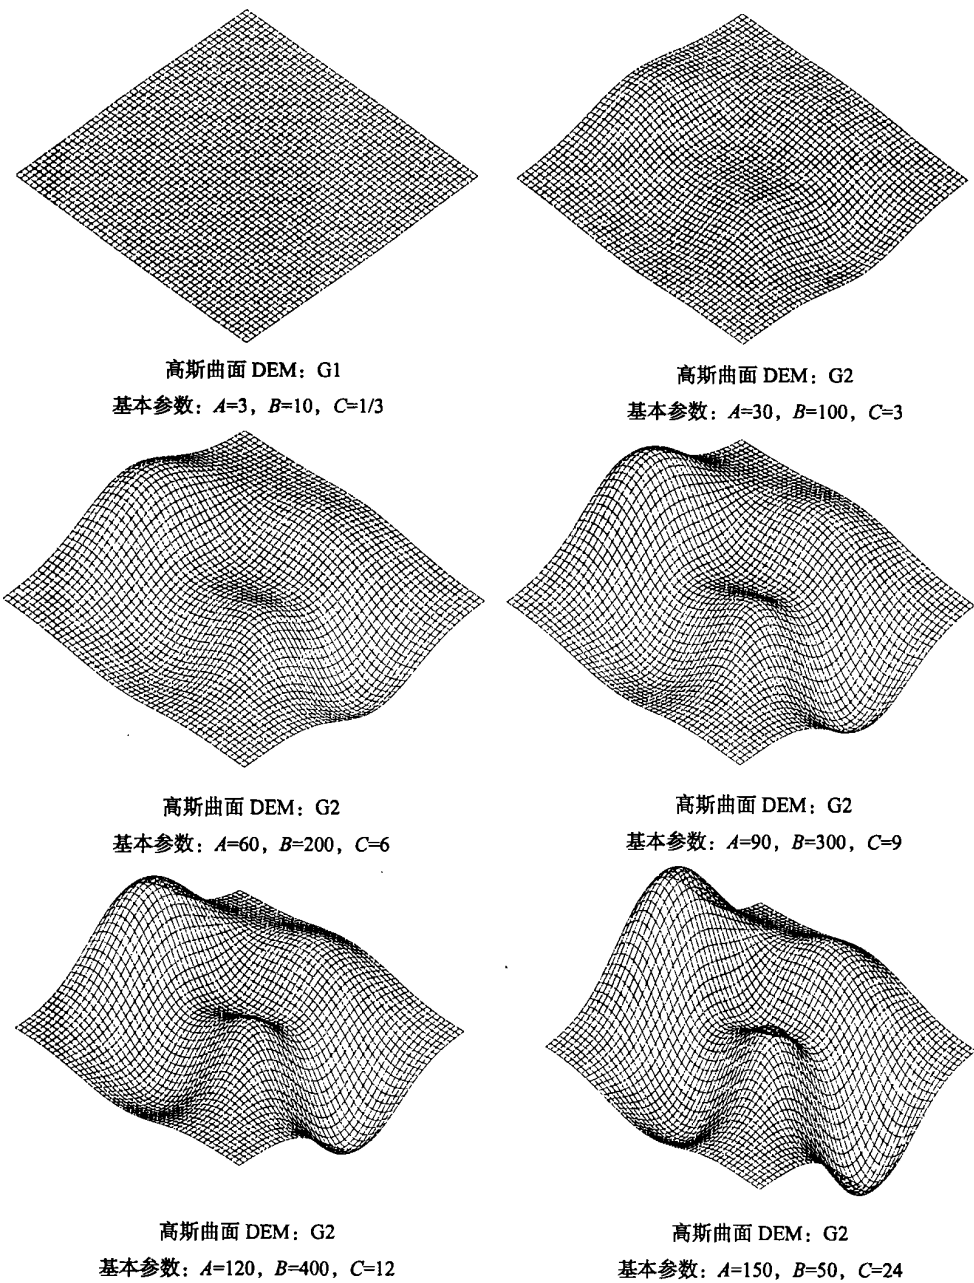 高斯曲面 DEM：G1
基本参数：A=3，B=10，C=1/3
高斯曲面 DEM：G2
基本参数：A=30，B=100，C=3
高斯曲面 DEM：G2
基本参数：A=60，B=200，C=6
高斯曲面 DEM：G2
基本参数：A=90，B=300，C=9
高斯曲面 DEM：G2
基本参数：A=120，B=400，C=12
高斯曲面 DEM：G2
基本参数：A=150，B=50，C=24